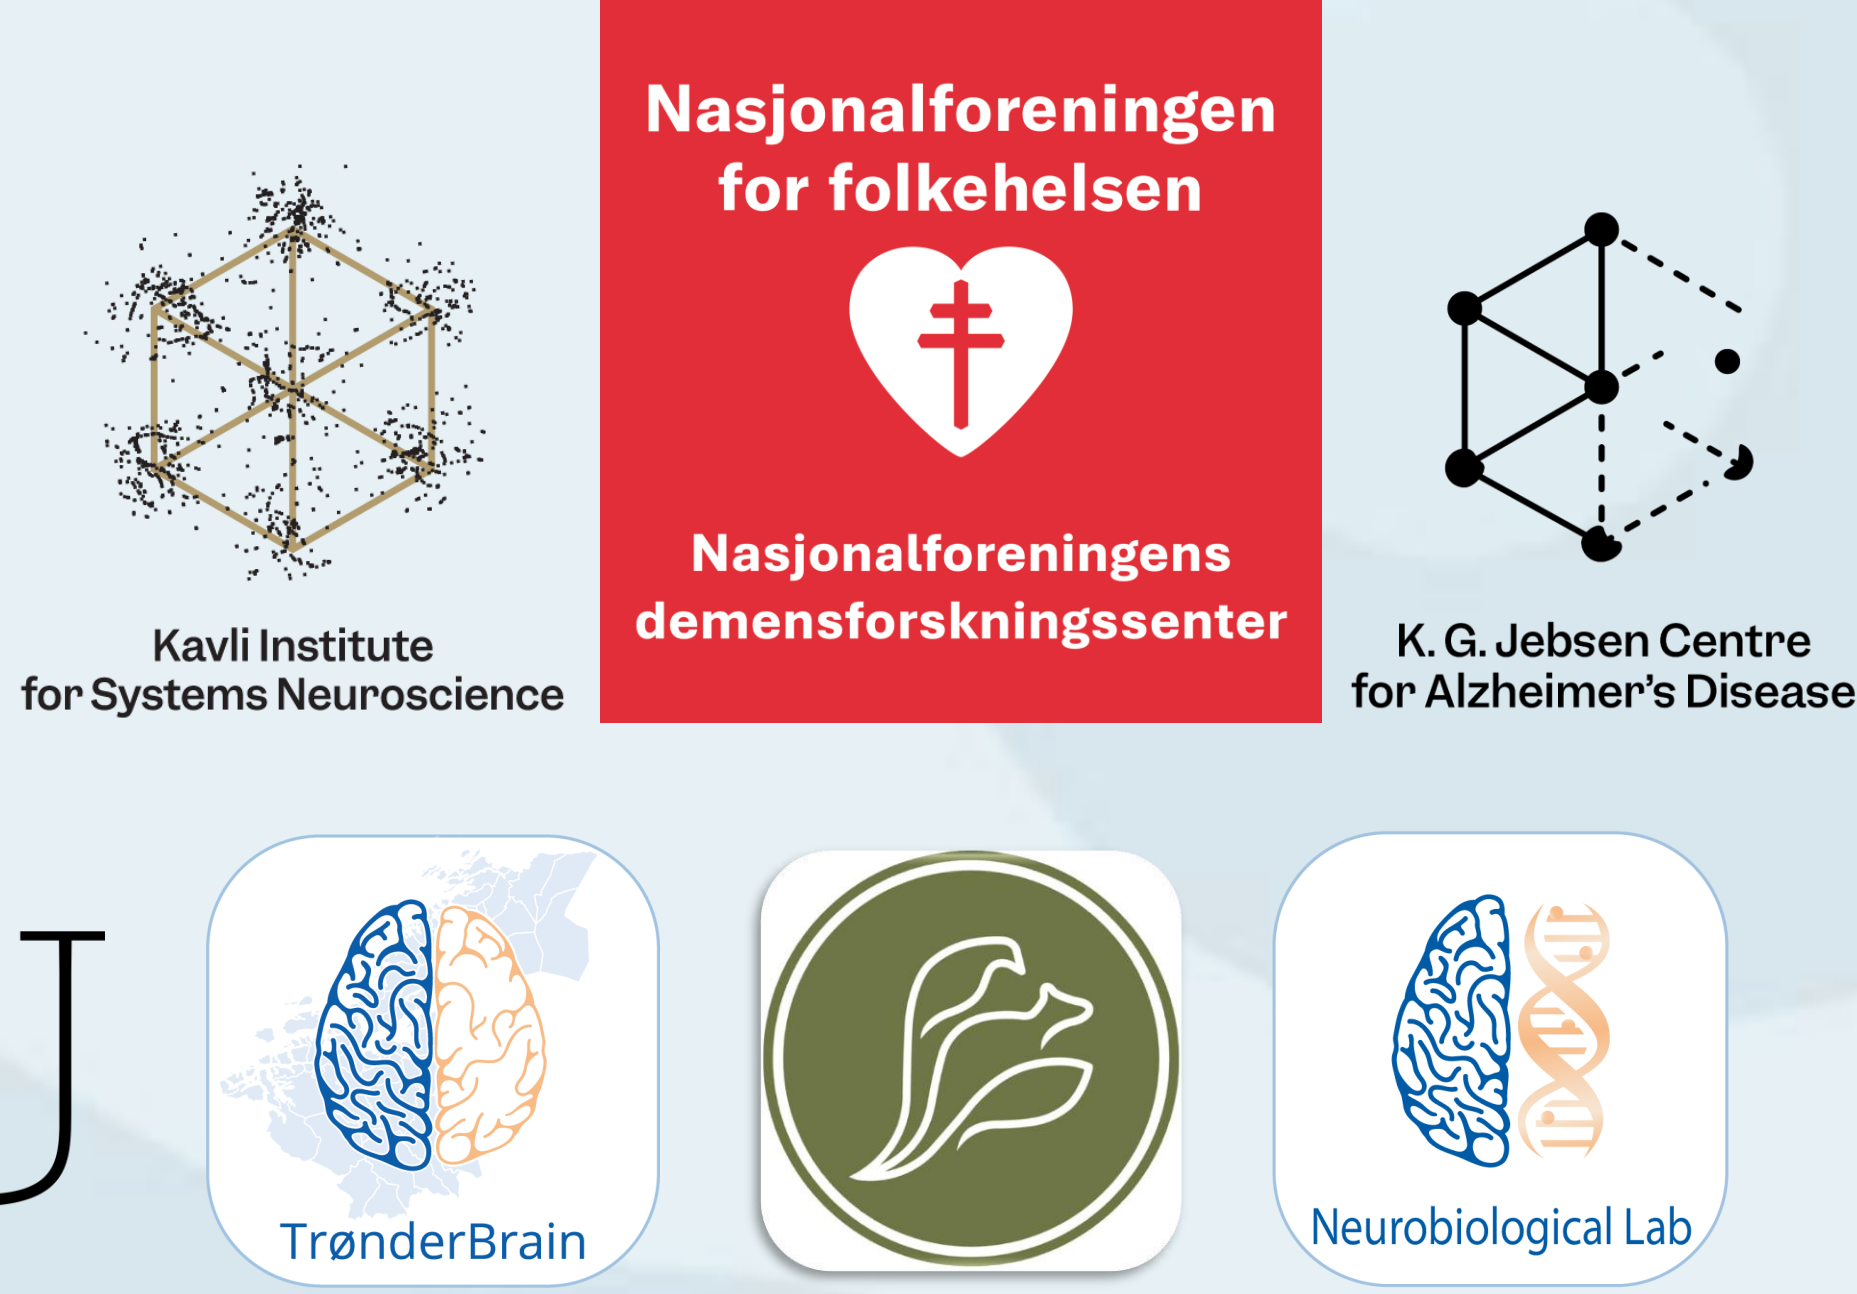 Nasjonalforeningen
for folkehelsen
Nasjonalforeningens
demensforskningssenter
Kavli Institute
for Systems Neuroscience
K. G. Jebsen Centre
for Alzheimer's Disease
J
TrønderBrain
Neurobiological Lab